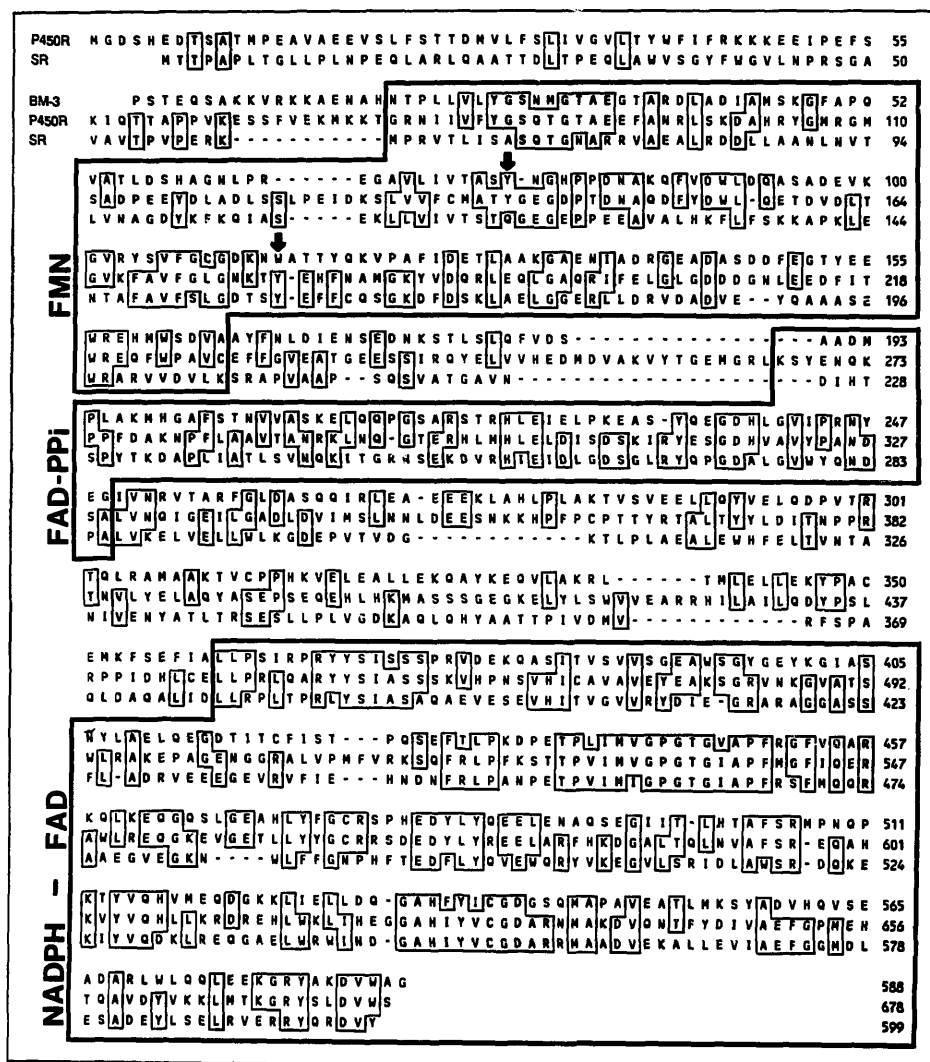 P450R MGDSHEDTSATMPEAVAEEVSLFSTTDMVLFSLIVGVLTYWFIFRKKKEEIPEFS 55
SR MTTPAPLTGLLPLNPEQLARLQAATTDLTPEQLAWVSGYFWGVLNPRSGA 50
BM-3 PSTEQSAKKVRKKAENAHNTPLLVLYGSNMGTAEGTARDLADIAMSKGFAPQ 52
P450R KIQTTAPPVKESSFVEKMKKTGRNIIVFYGSQTGTAEEFANRLSKDAHRYGMRGM 110
SR VAVTPVPERK------MPRVTLISASQTGNARRVAEALRDDLLAANLNVT 94
VATLDSHAGNLPR-----EGAVLIVTASY-NGHPPDNAKQFVDWLDQASADEVK 100
SADPEEYDLADLSSLPEIDKSLVVFCMATYGEGDPTDNAQDFYDWL-QETDVDLT 164
LVNAGDYKFKQIAS-----EKLLVIVTSTQGEGEPPEEAVALHKFLFSKKAPKLE 144
FMN
GVRYSVFGCGDKNWATTYQKVPAFIDETLAAKGAENIADRGEADASDDFEGTYEE 155
GVKFAVFGLGNKTY-EHFNAMGKYVDQRLEQLGAQRIFELGLGDDDGNLEEDFIT 218
NTAFAVFSLGDTSY-EFFCQSGKDFDSKLAELGGERLLDRVDADVE--YQAAASE 196
WREHMWSDVAAYFNLDIENSEDNKSTLSLQFVDS--------------AADM 193
WREQFWPAVCEFFGVEATGEESSIRQYELVVHEDMDVAKVYTGEMGRLKSYENQK 273
WRARVVDVLKSRAPVAAP--SQSVATGAVN-------------------DIHT 228
FAD-PPi
PLAKMHGAFSTNVVASKELQQPGSARSTRHLEIELPKEAS-YQEGDHLGVIPRNY 247
PPFDAKNPFLAAVTANRKLNQ-GTERHLMHLELDISDSKIRYESGDHVAVYPAND 327
SPYTKDAPLIATLSVNQKITGRNSEKDVRHIEIDLGDSGLRYQPGDALGVWYQND 283
EGIVNRVTARFGLDASQQIRLEA-EEEKLAHLPLAKTVSVEELLQYVELQDPVTR 301
SALVNQIGEILGADLDVIMSLNNLDEESNKKHPFPCPTTYRTALTYYLDITNPPR 382
PALVKELVELLWLKGDEPVTVDG--------KTLPLAEALEWHFELTVNTA 326
TQLRAMAAKTVCPPHKVELEALLEKQAYKEQVLAKRL-------TMLELLEKYPAC 350
TNVLYELAQYASEPSEQEHLHKMASSSGEGKELYLSWVVEARRHILAILQDYPSL 437
NIVENYATLTRSESLLPLVGDKAQLQHYAATTPIVDMV-----------RFSPA 369
EMKFSEFIALLPSIRPRYYSISSSPRVDEKQASITVSVVSGEAWSGYGEYKGIAS 405
RPPIDHLCELLPRLQARYYSIASSSKVHPNSVHICAVAVEYEAKSGRVNKGVATS 492
QLDAQALIDLLRPLTPRLYSIASAQAEVESEVHITVGVVRYDIE-GRARAGGASS 423
NADPH – FAD
NYLAELQEGDTITCFIST---PQSEFTLPKDPETPLIMVGPGTGVAPFRGFVQAR 457
WLRAKEPAGENGGRALVPMFVRKSQFRLPFKSTTPVIMVGPGTGIAPFMGFIQER 547
FL-ADRVEEEGEVRVFIE---HNDNFRLPANPETPVIMTGPGTGIAPFRSFMQQR 474
KQLKEQGQSLGEAHLYFGCRSPHEDYLYQEELENAQSEGIIT-LHTAFSRMPNQP 511
AWLREQGKEVGETLLYYGCRRSDEDYLYREELARFHKDGALTQLNVAFSR-EQAH 601
AAEGVEGKN----WLFFGNPHFTEDFLYQVEWQRYVKEGVLSRIDLAWSR-DQKE 524
KTYVQHVMEQDGKKLIELLDQ-GAHFYICGDGSQMAPAVEATLMKSYADVHQVSE 565
KVYVQHLLKRDREHLWKLIHEGGAHIYVCGDARNMAKDVQNTFYDIVAEFGPMEH 656
KIYVQDKLREQGAELWRWIND-GAHIYVCGDARRMAADVEKALLEVIAEFGGMDL 578
ADARLWLQQLEEKGRYAKDVWAG 588
TQAVDYVKKLMTKGRYSLDVWS 678
ESADEYLSELRVERRYQRDVY 599